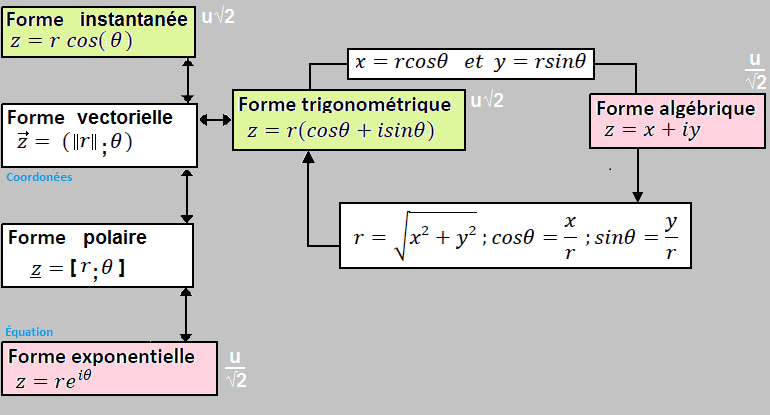 Forme instantanée
z = r cos( θ )
u√2
Forme vectorielle
z⃗ = (‖r‖ ; θ )
Coordonées
Forme polaire
z = [ r ; θ ]
Équation
Forme exponentielle
z = re^{iθ}
u
√2
x = rcosθ et y = rsinθ
Forme trigonométrique
z = r(cosθ + isinθ)
u√2
u
√2
Forme algébrique
z = x + iy
r = √(x² + y²) ; cosθ = x/r ; sinθ = y/r